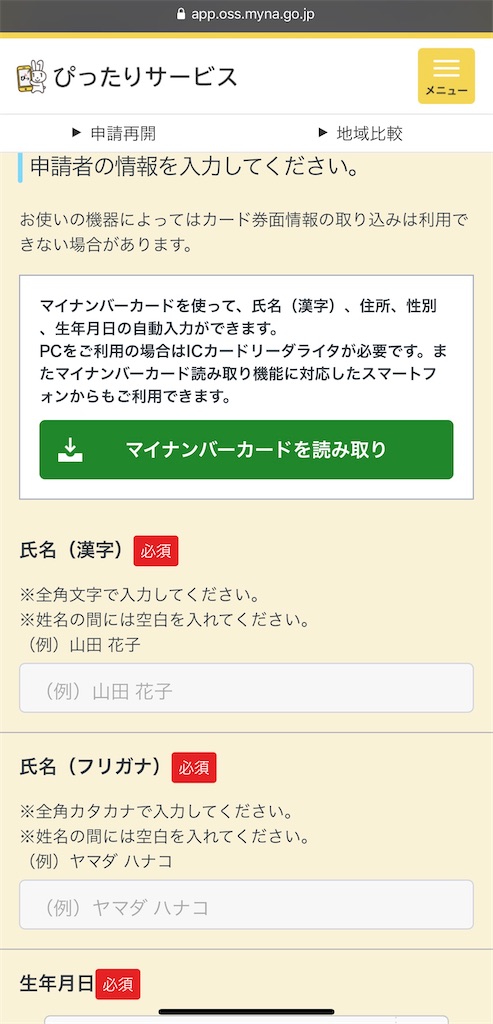 app.oss.myna.go.jp
ぴったりサービス
メニュー
▶ 申請再開
▶ 地域比較
申請者の情報を入力してください。
お使いの機器によってはカード券面情報の取り込みは利用で
きない場合があります。
マイナンバーカードを使って、氏名（漢字）、住所、性別
、生年月日の自動入力ができます。
PCをご利用の場合はICカードリーダライタが必要です。ま
たマイナンバーカード読み取り機能に対応したスマートフ
ォンからもご利用できます。
マイナンバーカードを読み取り
氏名（漢字） 必須
※全角文字で入力してください。
※姓名の間には空白を入れてください。
（例）山田 花子
（例）山田 花子
氏名（フリガナ） 必須
※全角カタカナで入力してください。
※姓名の間には空白を入れてください。
（例）ヤマダ ハナコ
（例）ヤマダ ハナコ
生年月日 必須